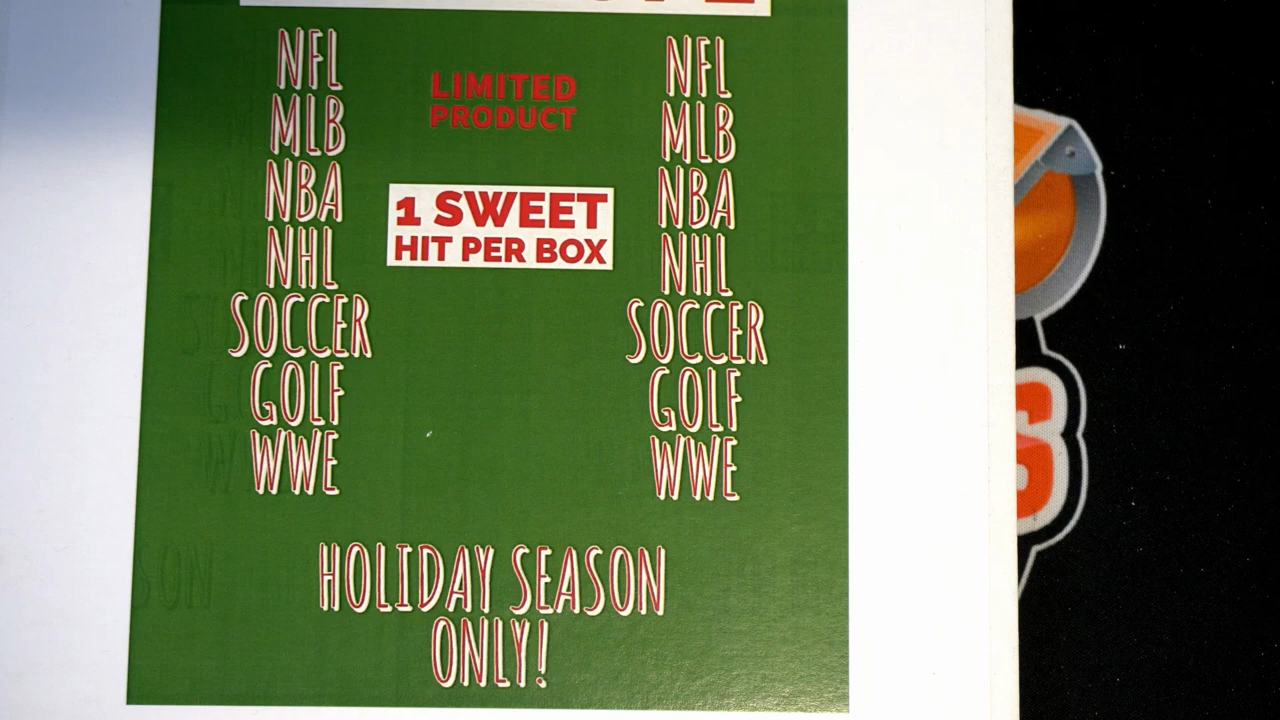 NFL
MLB
NBA
NHL
SOCCER
GOLF
WWE
LIMITED
PRODUCT
1 SWEET
HIT PER BOX
NFL
MLB
NBA
NHL
SOCCER
GOLF
WWE
HOLIDAY SEASON
ONLY!